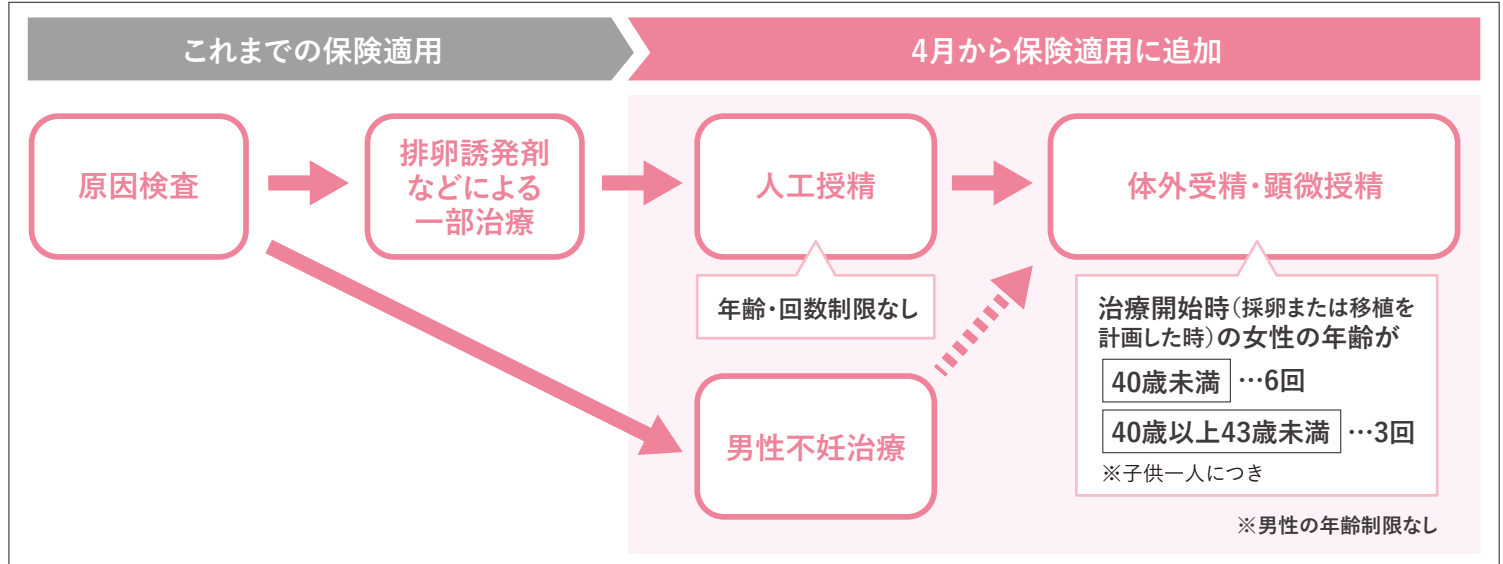 これまでの保険適用
4月から保険適用に追加
原因検査
排卵誘発剤
などによる
一部治療
人工授精
体外受精・顕微授精
年齢・回数制限なし
男性不妊治療
治療開始時(採卵または移植を
計画した時)の女性の年齢が
40歳未満…6回
40歳以上43歳未満…3回
※子供一人につき
※男性の年齢制限なし